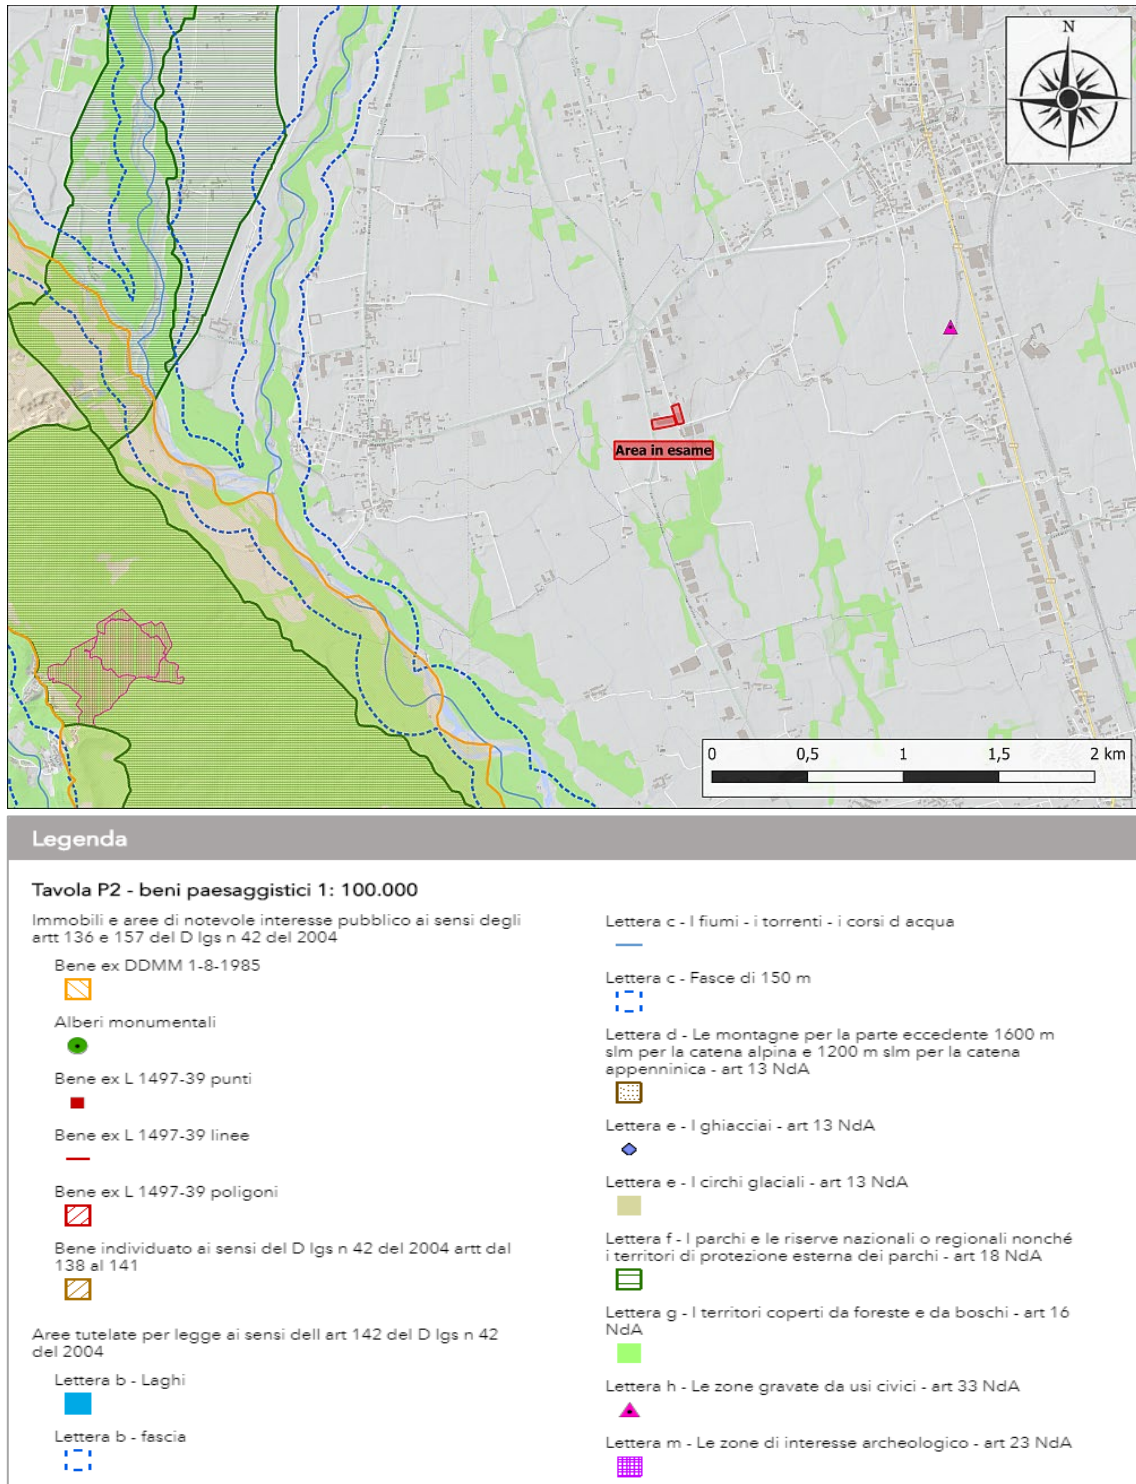 N
Area in esame
0 0,5 1 1,5 2 km
Legenda
Tavola P2 - beni paesaggistici 1: 100.000
Immobili e aree di notevole interesse pubblico ai sensi degli
artt 136 e 157 del D lgs n 42 del 2004
Bene ex DDMM 1-8-1985
Alberi monumentali
Bene ex L 1497-39 punti
Bene ex L 1497-39 linee
Bene ex L 1497-39 poligoni
Bene individuato ai sensi del D lgs n 42 del 2004 artt dal
138 al 141
Aree tutelate per legge ai sensi dell art 142 del D lgs n 42
del 2004
Lettera b - Laghi
Lettera b - fascia
Lettera c - I fiumi - i torrenti - i corsi d acqua
Lettera c - Fasce di 150 m
Lettera d - Le montagne per la parte eccedente 1600 m
slm per la catena alpina e 1200 m slm per la catena
appenninica - art 13 NdA
Lettera e - I ghiacciai - art 13 NdA
Lettera e - I circhi glaciali - art 13 NdA
Lettera f - I parchi e le riserve nazionali o regionali nonché
i territori di protezione esterna dei parchi - art 18 NdA
Lettera g - I territori coperti da foreste e da boschi - art 16
NdA
Lettera h - Le zone gravate da usi civici - art 33 NdA
Lettera m - Le zone di interesse archeologico - art 23 NdA